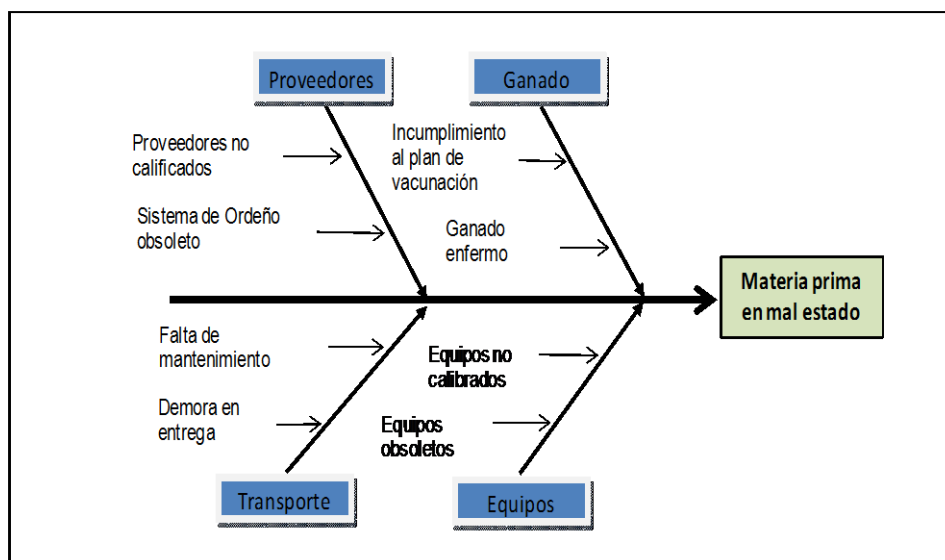 Proveedores
Ganado
Proveedores no
calificados
Incumplimiento
al plan de
vacunación
Sistema de Ordeño
obsoleto
Ganado
enfermo
Materia prima
en mal estado
Falta de
mantenimiento
Equipos no
calibrados
Demora en
entrega
Equipos
obsoletos
Transporte
Equipos